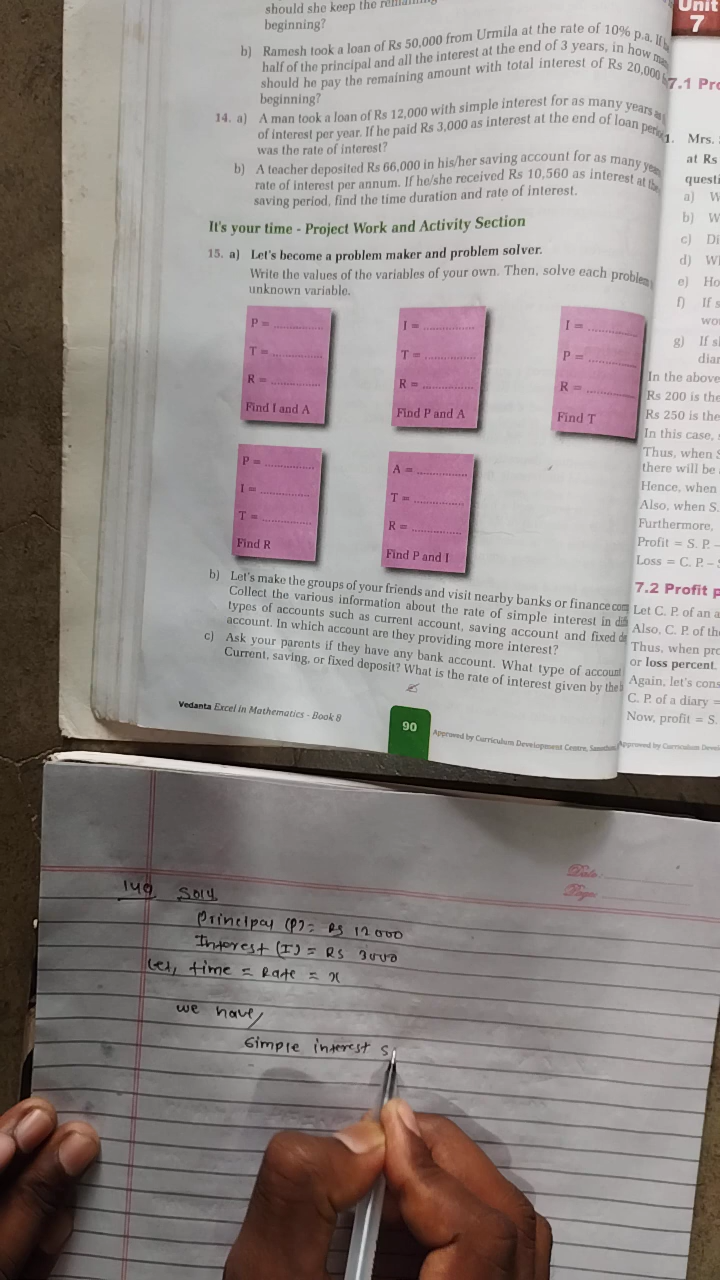 should she keep the
beginning?
b) Ramesh took a loan of Rs 50,000 from Urmila at the rate of 10% p.a. If
half of the principal and all the interest at the end of 3 years, in how
should he pay the remaining amount with total interest of Rs 20,000
beginning?
14. a) A man took a loan of Rs 12,000 with simple interest for as many years as
of interest per year. If he paid Rs 3,000 as interest at the end of loan
was the rate of interest?
b) A teacher deposited Rs 66,000 in his/her saving account for as many
rate of interest per annum. If he/she received Rs 10,560 as interest at the
saving period, find the time duration and rate of interest.
It's your time - Project Work and Activity Section
15. a) Let's become a problem maker and problem solver.
Write the values of the variables of your own. Then, solve each problem
unknown variable.
P = ..............
T = ..............
R = ..............
Find I and A
I = ..............
T = ..............
R = ..............
Find P and A
I = ..............
P = ..............
R = ..............
Find T
P = ..............
I = ..............
T = ..............
Find R
A = ..............
T = ..............
R = ..............
Find P and I
b) Let's make the groups of your friends and visit nearby banks or finance
Collect the various information about the rate of simple interest in
types of accounts such as current account, saving account and fixed
account. In which account are they providing more interest?
c) Ask your parents if they have any bank account. What type of account
Current, saving, or fixed deposit? What is the rate of interest given by the
Vedanta Excel in Mathematics - Book 8
90
Approved by Curriculum Development Centre,
Unit
7
7.1
1. Mrs.
at Rs
a) W
b) W
c) Di
d) W
e) Ho
f) If s
g) If s
In the above
Rs 200 is the
Rs 250 is the
In this case,
Thus, when S
there will be
Hence, when
Also, when S.
Furthermore,
Profit = S. P. –
Loss = C. P. –
7.2 Profit p
Let C. P. of an a
Also, C. P. of the
Thus, when pro
or loss percent.
Again, let's cons
C. P. of a diary =
Now, profit = S.
Approved by Curriculum
Date:
Page:
14a Soln
Principal (P) = Rs 12000
Interest (I) = Rs 3000
Let, time = Rate = x
we have,
Simple interest s